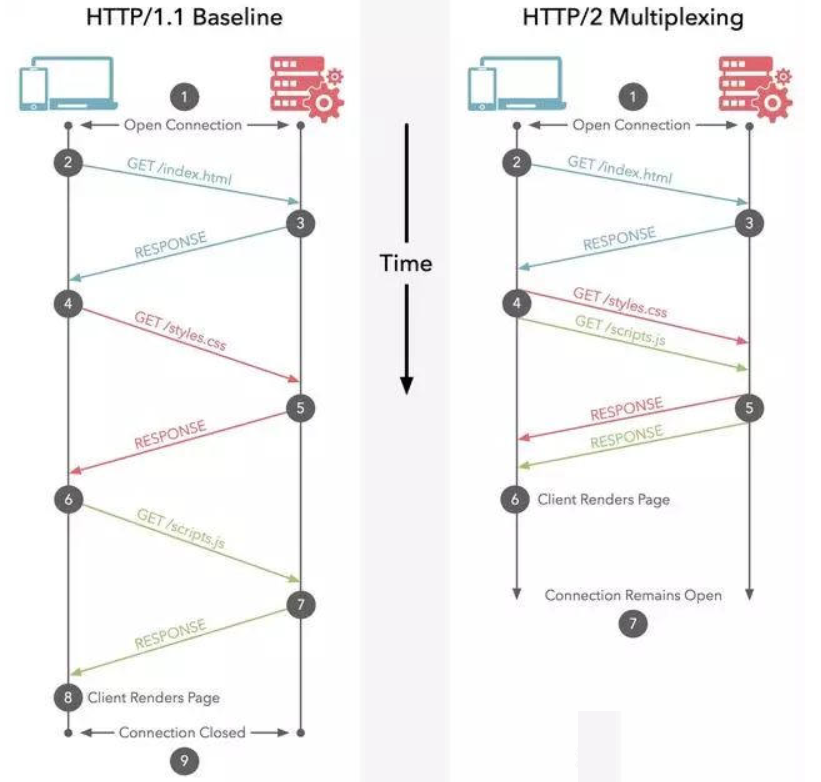 HTTP/1.1 Baseline
1
Open Connection
2
GET /index.html
3
RESPONSE
4
GET /styles.css
5
RESPONSE
6
GET /scripts.js
7
RESPONSE
8 Client Renders Page
Connection Closed
9
Time
HTTP/2 Multiplexing
1
Open Connection
2
GET /index.html
3
RESPONSE
4
GET /styles.css
GET /scripts.js
5
RESPONSE
RESPONSE
6 Client Renders Page
Connection Remains Open
7